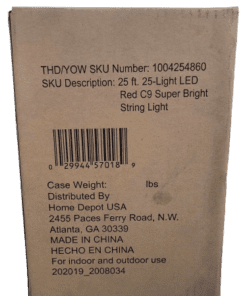 THD/YOW SKU Number: 1004254860
SKU Description: 25 ft. 25-Light LED
Red C9 Super Bright
String Light
0 29944 57018 9
Case Weight: lbs
Distributed By
Home Depot USA
2455 Paces Ferry Road, N.W.
Atlanta, GA 30339
MADE IN CHINA
HECHO EN CHINA
For indoor and outdoor use
202019_2008034